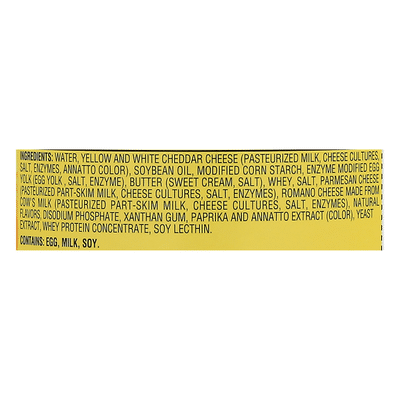 INGREDIENTS: WATER, YELLOW AND WHITE CHEDDAR CHEESE (PASTEURIZED MILK, CHEESE CULTURES,
SALT, ENZYMES, ANNATTO COLOR), SOYBEAN OIL, MODIFIED CORN STARCH, ENZYME MODIFIED EGG
YOLK (EGG YOLK , SALT, ENZYME), BUTTER (SWEET CREAM, SALT), WHEY, SALT, PARMESAN CHEESE
(PASTEURIZED PART-SKIM MILK, CHEESE CULTURES, SALT, ENZYMES), ROMANO CHEESE MADE FROM
COW'S MILK (PASTEURIZED PART-SKIM MILK, CHEESE CULTURES, SALT, ENZYMES), NATURAL
FLAVORS, DISODIUM PHOSPHATE, XANTHAN GUM, PAPRIKA AND ANNATTO EXTRACT (COLOR), YEAST
EXTRACT, WHEY PROTEIN CONCENTRATE, SOY LECTHIN.
CONTAINS: EGG, MILK, SOY.